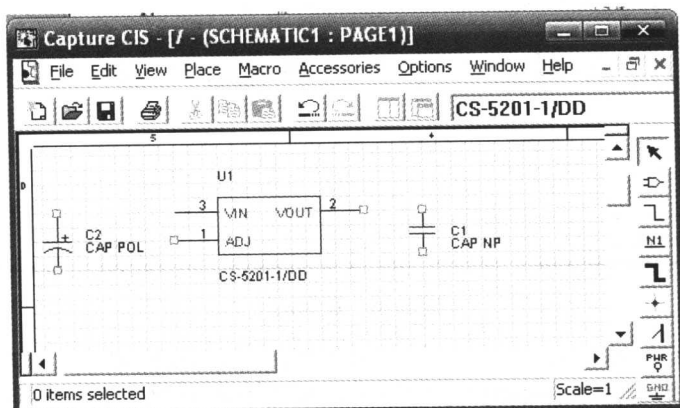 Capture CIS - [/ - (SCHEMATIC1 : PAGE1)]
File Edit View Place Macro Accessories Options Window Help
CS-5201-1/DD
5 4
D
U1
3 VIN VOUT 2
1 ADJ
CS-5201-1/DD
C2
CAP POL
C1
CAP NP
N1
PWR
GND
0 items selected Scale=1